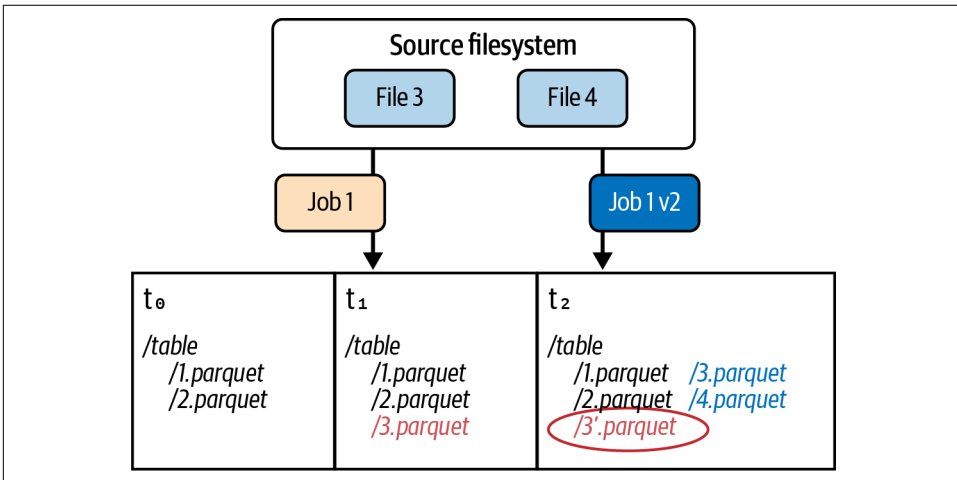 Source filesystem
File 3
File 4
Job 1
Job 1 v2
t₀
/table
/1.parquet
/2.parquet
t₁
/table
/1.parquet
/2.parquet
/3.parquet
t₂
/table
/1.parquet /3.parquet
/2.parquet /4.parquet
/3’.parquet